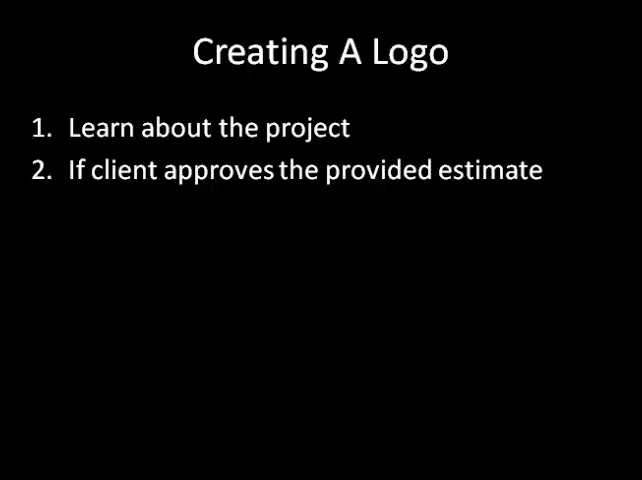 Creating A Logo
1. Learn about the project
2. If client approves the provided estimate